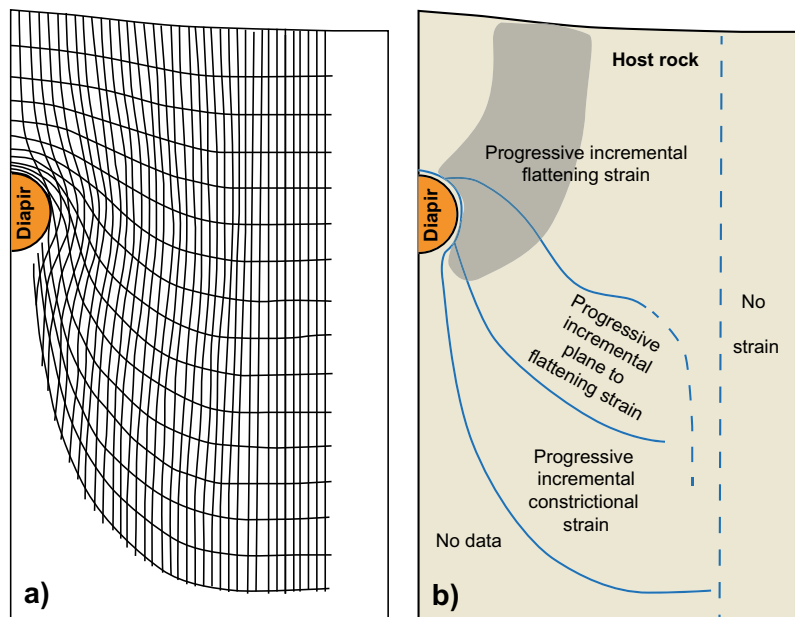 Diapir
a)
Host rock
Progressive incremental
flattening strain
Diapir
No
strain
Progressive
incremental
plane to
flattening strain
Progressive
incremental
constrictional
strain
No data
b)